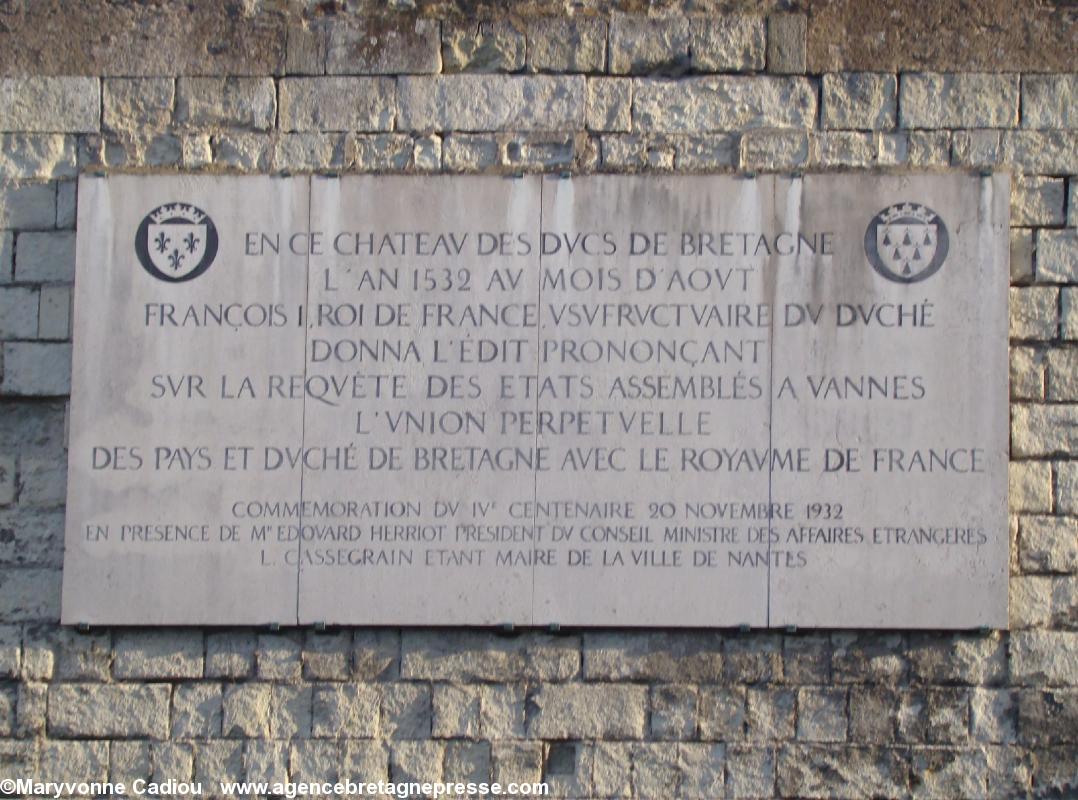 EN CE CHATEAV DES DVCS DE BRETAGNE
L'AN 1532 AV MOIS D'AOVT
FRANÇOIS I, ROI DE FRANCE, VSVFRVCTVAIRE DV DVCHÉ
DONNA L'ÉDIT PRONONÇANT
SVR LA REQVÈTE DES ETATS ASSEMBLÉS A VANNES
L'VNION PERPETVELLE
DES PAYS ET DVCHÉ DE BRETAGNE AVEC LE ROYAVME DE FRANCE
COMMEMORATION DV IVE CENTENAIRE 20 NOVEMBRE 1932
EN PRESENCE DE MR EDOVARD HERRIOT PRESIDENT DV CONSEIL MINISTRE DES AFFAIRES ETRANGERES
L. CASSEGRAIN ETANT MAIRE DE LA VILLE DE NANTES
©Maryvonne Cadiou www.agencebretagnepresse.com